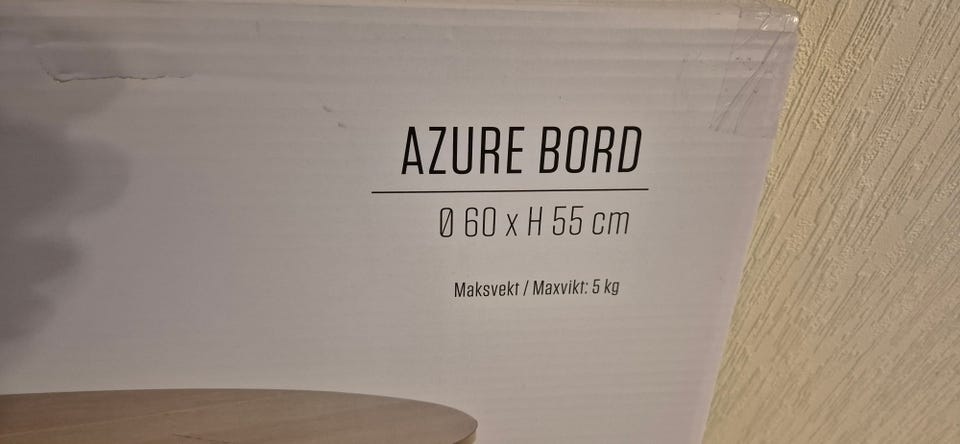 AZURE BORD
Ø 60 x H 55 cm
Maksvekt / Maxvikt: 5 kg